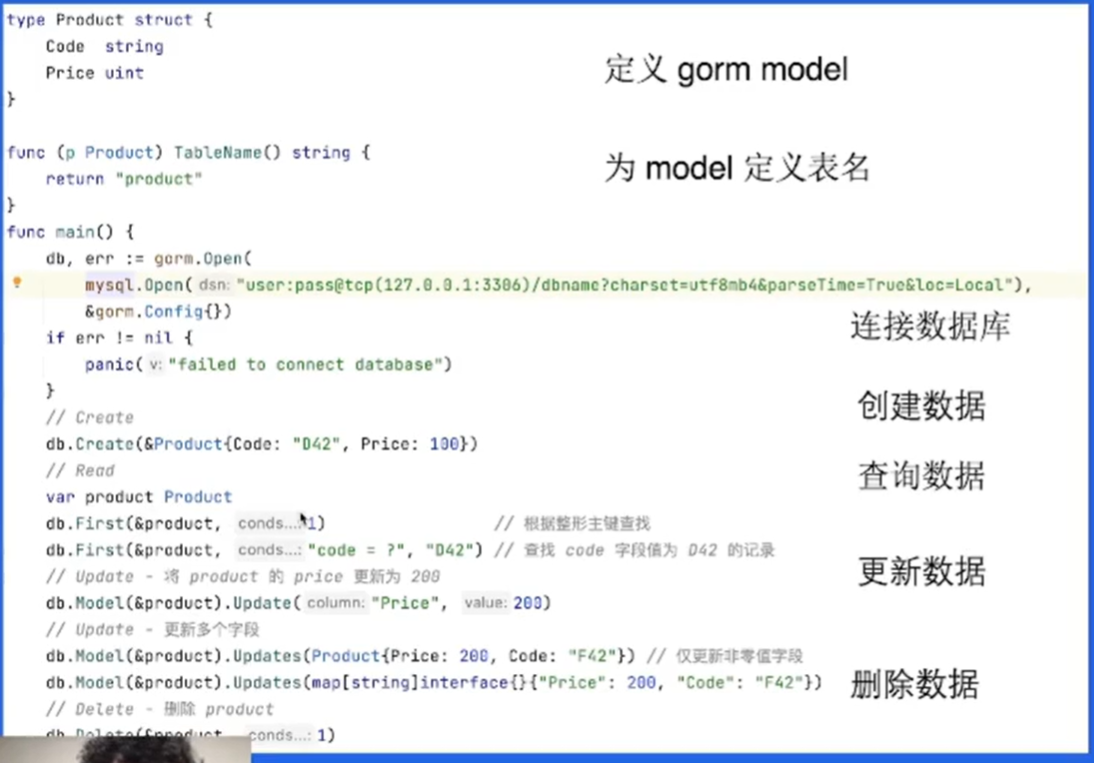 type Product struct {
Code string
Price uint
}
定义 gorm model
func (p Product) TableName() string {
return "product"
}
为 model 定义表名
func main() {
db, err := gorm.Open(
mysql.Open( dsn: "user:pass@tcp(127.0.0.1:3306)/dbname?charset=utf8mb4&parseTime=True&loc=Local"),
&gorm.Config{})
连接数据库
if err != nil {
panic( v: "failed to connect database")
}
// Create
创建数据
db.Create(&Product{Code: "D42", Price: 100})
// Read
查询数据
var product Product
db.First(&product, conds...: 1) // 根据整形主键查找
db.First(&product, conds...: "code = ?", "D42") // 查找 code 字段值为 D42 的记录
// Update - 将 product 的 price 更新为 200
更新数据
db.Model(&product).Update( column: "Price", value: 200)
// Update - 更新多个字段
db.Model(&product).Updates(Product{Price: 200, Code: "F42"}) // 仅更新非零值字段
db.Model(&product).Updates(map[string]interface{}{"Price": 200, "Code": "F42"})
删除数据
// Delete - 删除 product
db.Delete(&product, conds...: 1)